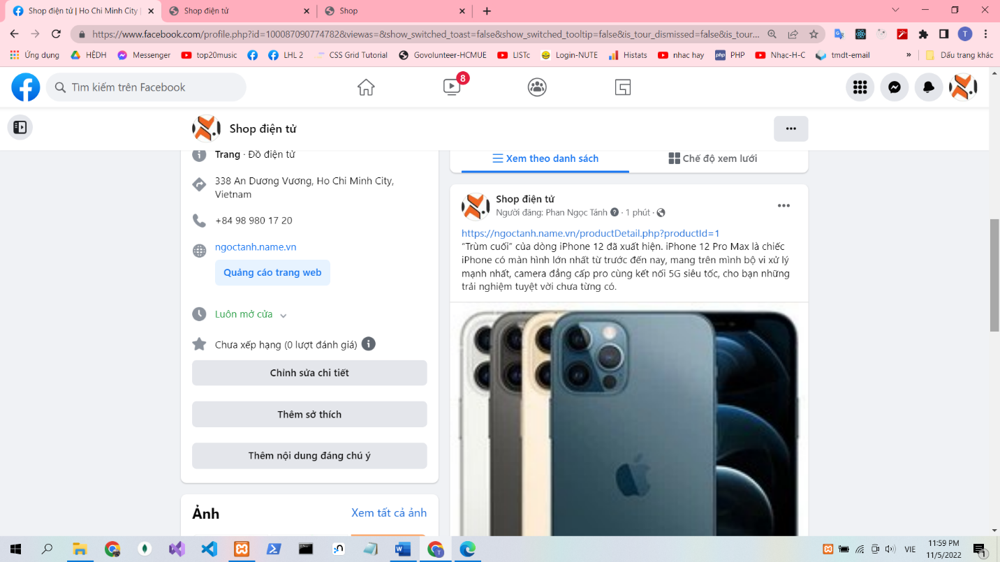 Shop điện tử | Ho Chi Minh City |
Shop điện tử
Shop
https://www.facebook.com/profile.php?id=100087090774782&viewas=&show_switched_toast=false&show_switched_tooltip=false&is_tour_dismissed=false&is_tour...
T
Ứng dụng
HỆDH
Messenger
top20music
LHL 2
CSS Grid Tutorial
Govolunteer-HCMUE
LISTc
Login-NUTE
Histats
nhac hay
php
PHP
Nhạc-H-C
tmdt-email
»
Dấu trang khác
Tìm kiếm trên Facebook
8
Shop điện tử
Trang · Đồ điện tử
338 An Dương Vương, Ho Chi Minh City,
Vietnam
+84 98 980 17 20
ngoctanh.name.vn
Quảng cáo trang web
Luôn mở cửa
Chưa xếp hạng (0 lượt đánh giá)
Chỉnh sửa chi tiết
Thêm sở thích
Thêm nội dung đáng chú ý
Ảnh
Xem tất cả ảnh
Xem theo danh sách
Chế độ xem lưới
Shop điện tử
Người đăng: Phan Ngọc Tánh · 1 phút ·
https://ngoctanh.name.vn/productDetail.php?productId=1
“Trùm cuối” của dòng iPhone 12 đã xuất hiện. iPhone 12 Pro Max là chiếc
iPhone có màn hình lớn nhất từ trước đến nay, mang trên mình bộ vi xử lý
mạnh nhất, camera đẳng cấp pro cùng kết nối 5G siêu tốc, cho bạn những
trải nghiệm tuyệt vời chưa từng có.
VIE
11:59 PM
11/5/2022
1